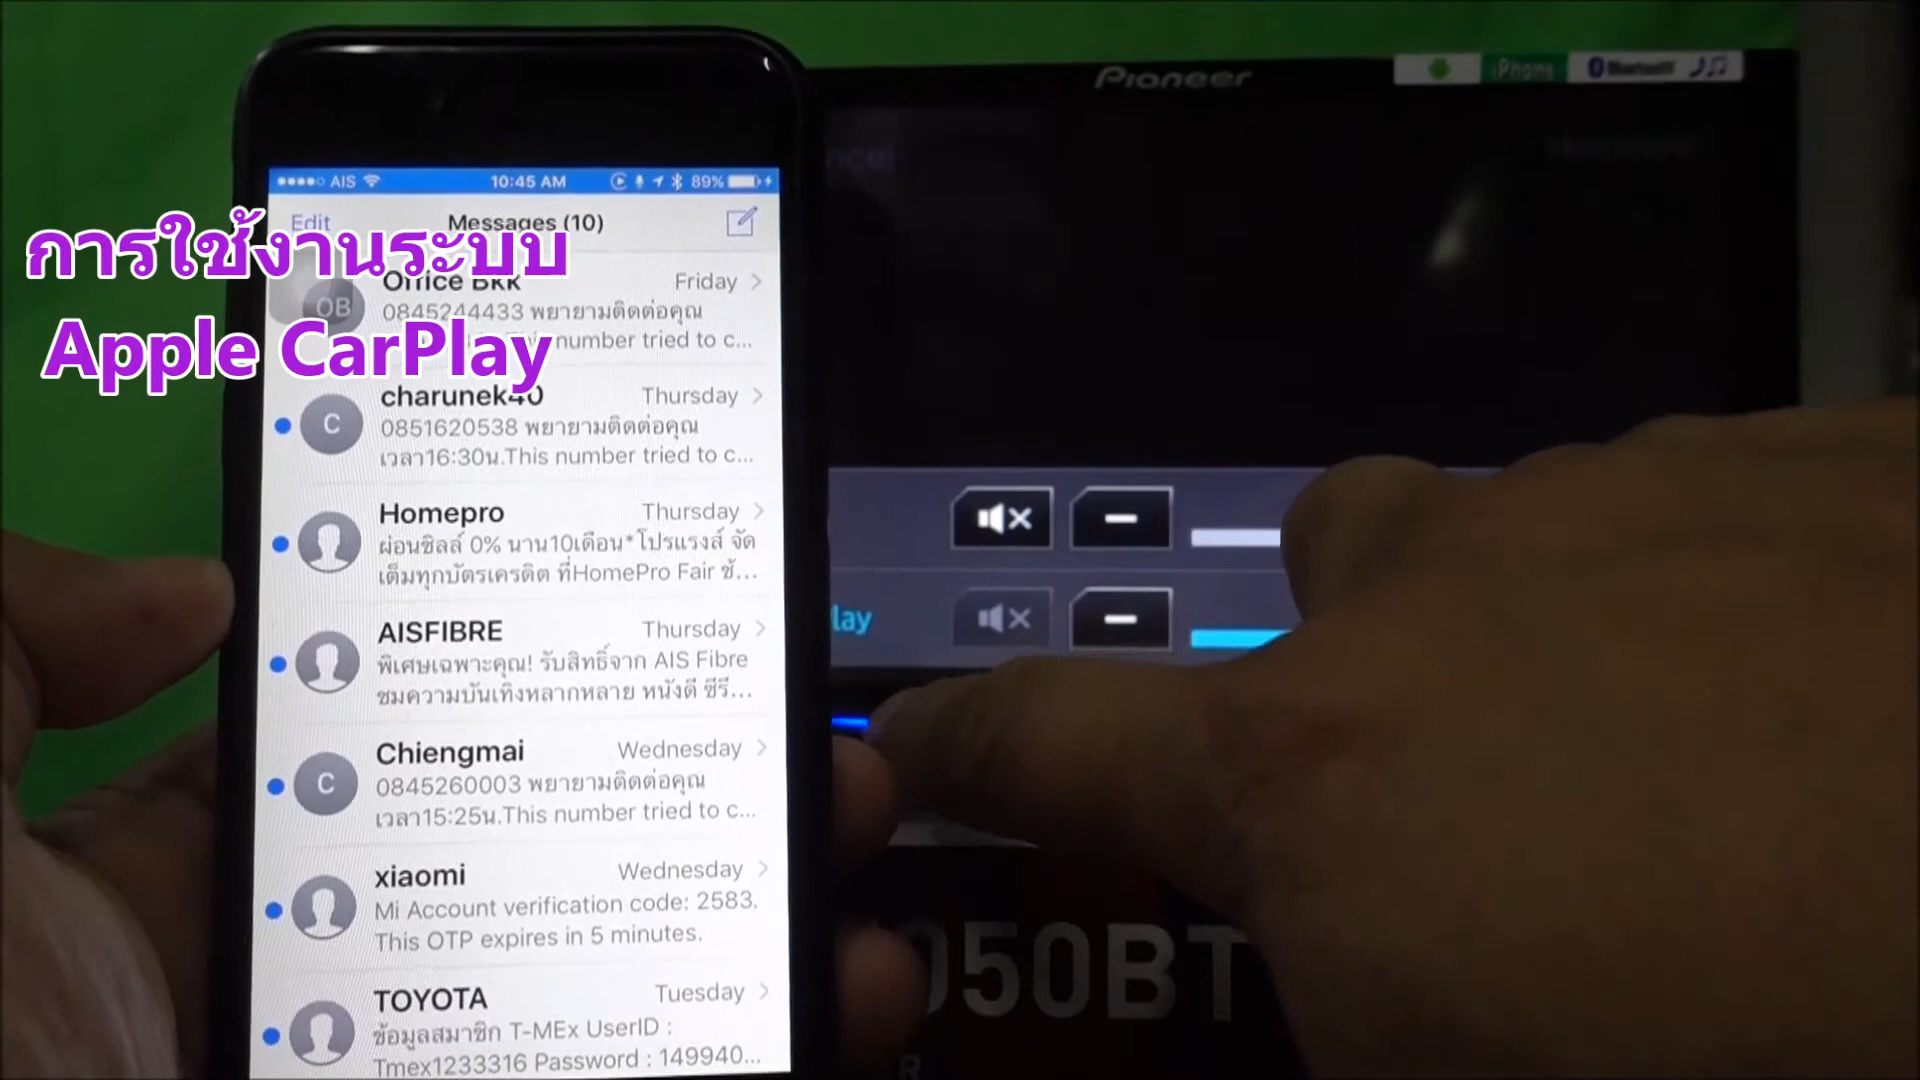 Pioneer
iPhone Bluetooth
AIS 10:45 AM 89%
Edit Messages (10)
การใช้งานระบบ
Apple CarPlay
Office BKK Friday
OB
0845244433 พยายามติดต่อคุณ
number tried to c...
charunek40 Thursday
C
0851620538 พยายามติดต่อคุณ
เวลา16:30น.This number tried to c...
Homepro Thursday
ผ่อนชิลล์ 0% นาน10เดือน*โปรแรงส์ จัด
เต็มทุกบัตรเครดิต ที่HomePro Fair ช้...
AISFIBRE Thursday
พิเศษเฉพาะคุณ! รับสิทธิ์จาก AIS Fibre
ชมความบันเทิงหลากหลาย หนังดี ซีรี...
Chiengmai Wednesday
C
0845260003 พยายามติดต่อคุณ
เวลา15:25น.This number tried to c...
xiaomi Wednesday
Mi Account verification code: 2583.
This OTP expires in 5 minutes.
TOYOTA Tuesday
ข้อมูลสมาชิก T-MEx UserID :
Tmex1233316 Password : 149940...
lay
050BT
R